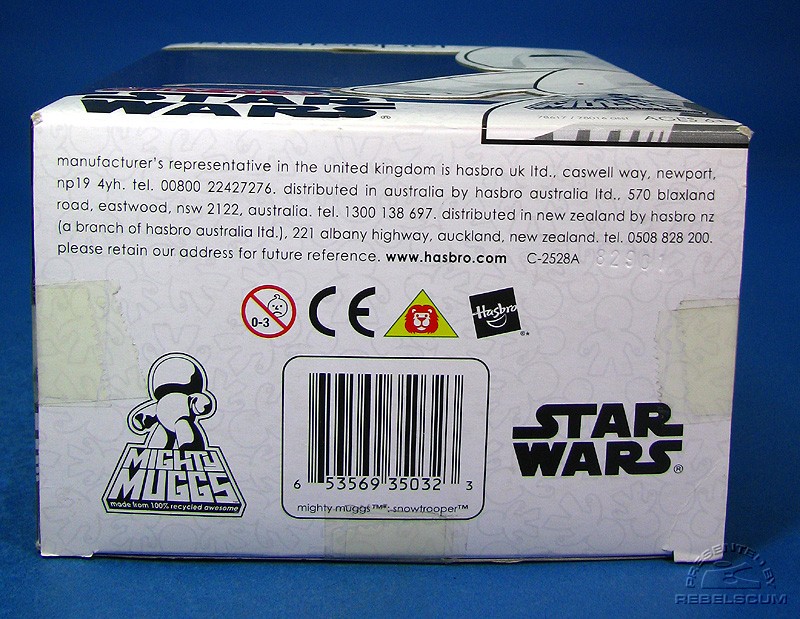 STAR
WARS®
AGES 4+
manufacturer's representative in the united kingdom is hasbro uk ltd., caswell way, newport,
np19 4yh. tel. 00800 22427276. distributed in australia by hasbro australia ltd., 570 blaxland
road, eastwood, nsw 2122, australia. tel. 1300 138 697. distributed in new zealand by hasbro nz
(a branch of hasbro australia ltd.), 221 albany highway, auckland, new zealand. tel. 0508 828 200.
please retain our address for future reference. www.hasbro.com C-2528A
0-3
CE
Hasbro
®*
MIGHTY
MUGGS
made from 100% recycled awesome
6 53569 35032 3
mighty muggs™*: snowtrooper™
STAR
WARS®
PRESENTED BY
REBELSCUM